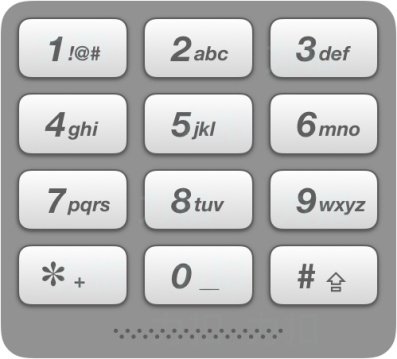 1 !@# 2 abc 3 def
4 ghi 5 jkl 6 mno
7 pqrs 8 tuv 9 wxyz
* + 0 _ # ⇧